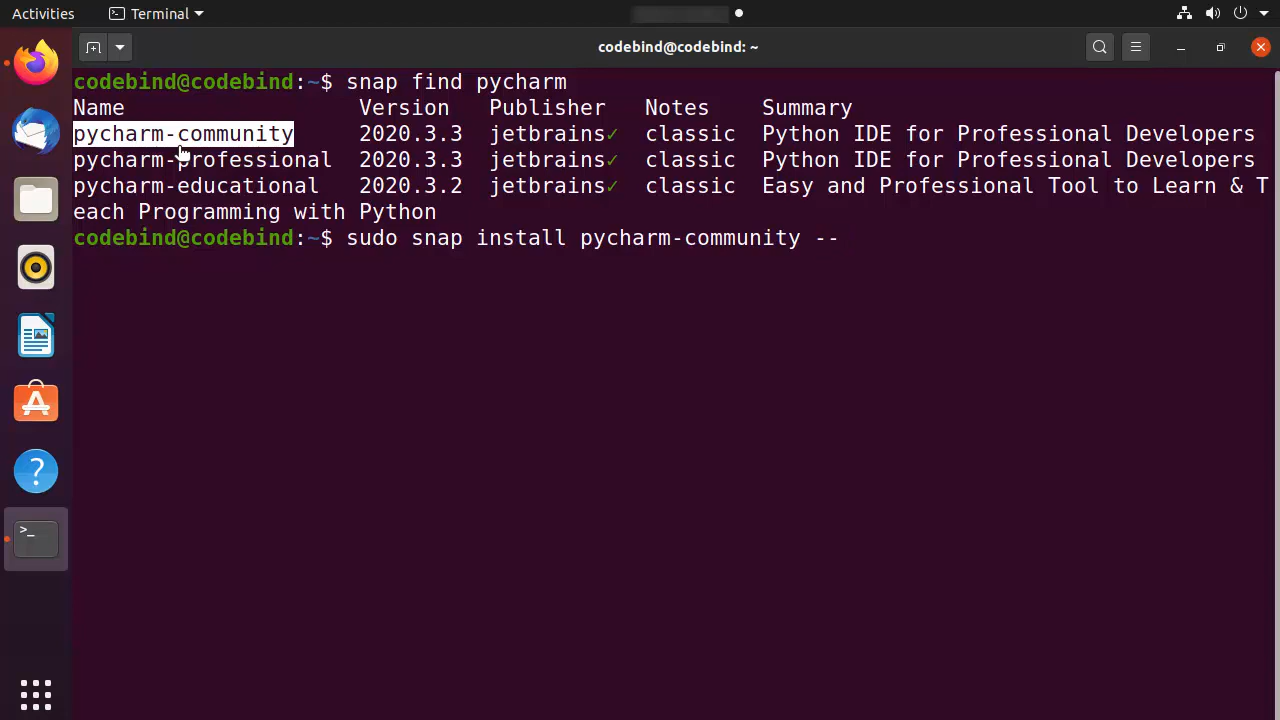 Activities
Terminal
codebind@codebind: ~
codebind@codebind:~$ snap find pycharm
Name Version Publisher Notes Summary
pycharm-community 2020.3.3 jetbrains✓ classic Python IDE for Professional Developers
pycharm-professional 2020.3.3 jetbrains✓ classic Python IDE for Professional Developers
pycharm-educational 2020.3.2 jetbrains✓ classic Easy and Professional Tool to Learn & T
each Programming with Python
codebind@codebind:~$ sudo snap install pycharm-community --
>_
?